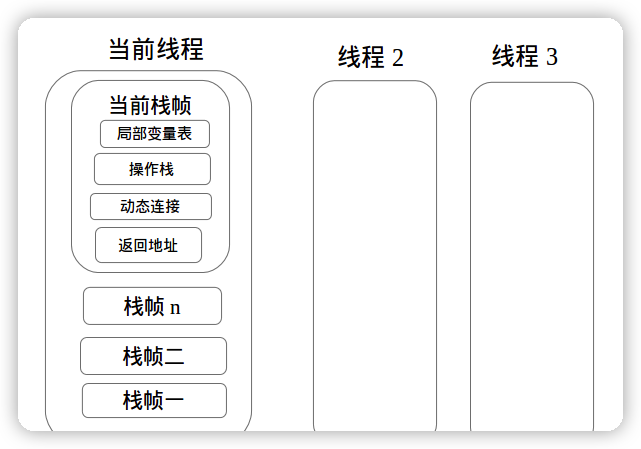 当前线程
线程 2
线程 3
当前栈帧
局部变量表
操作栈
动态连接
返回地址
栈帧 n
栈帧二
栈帧一